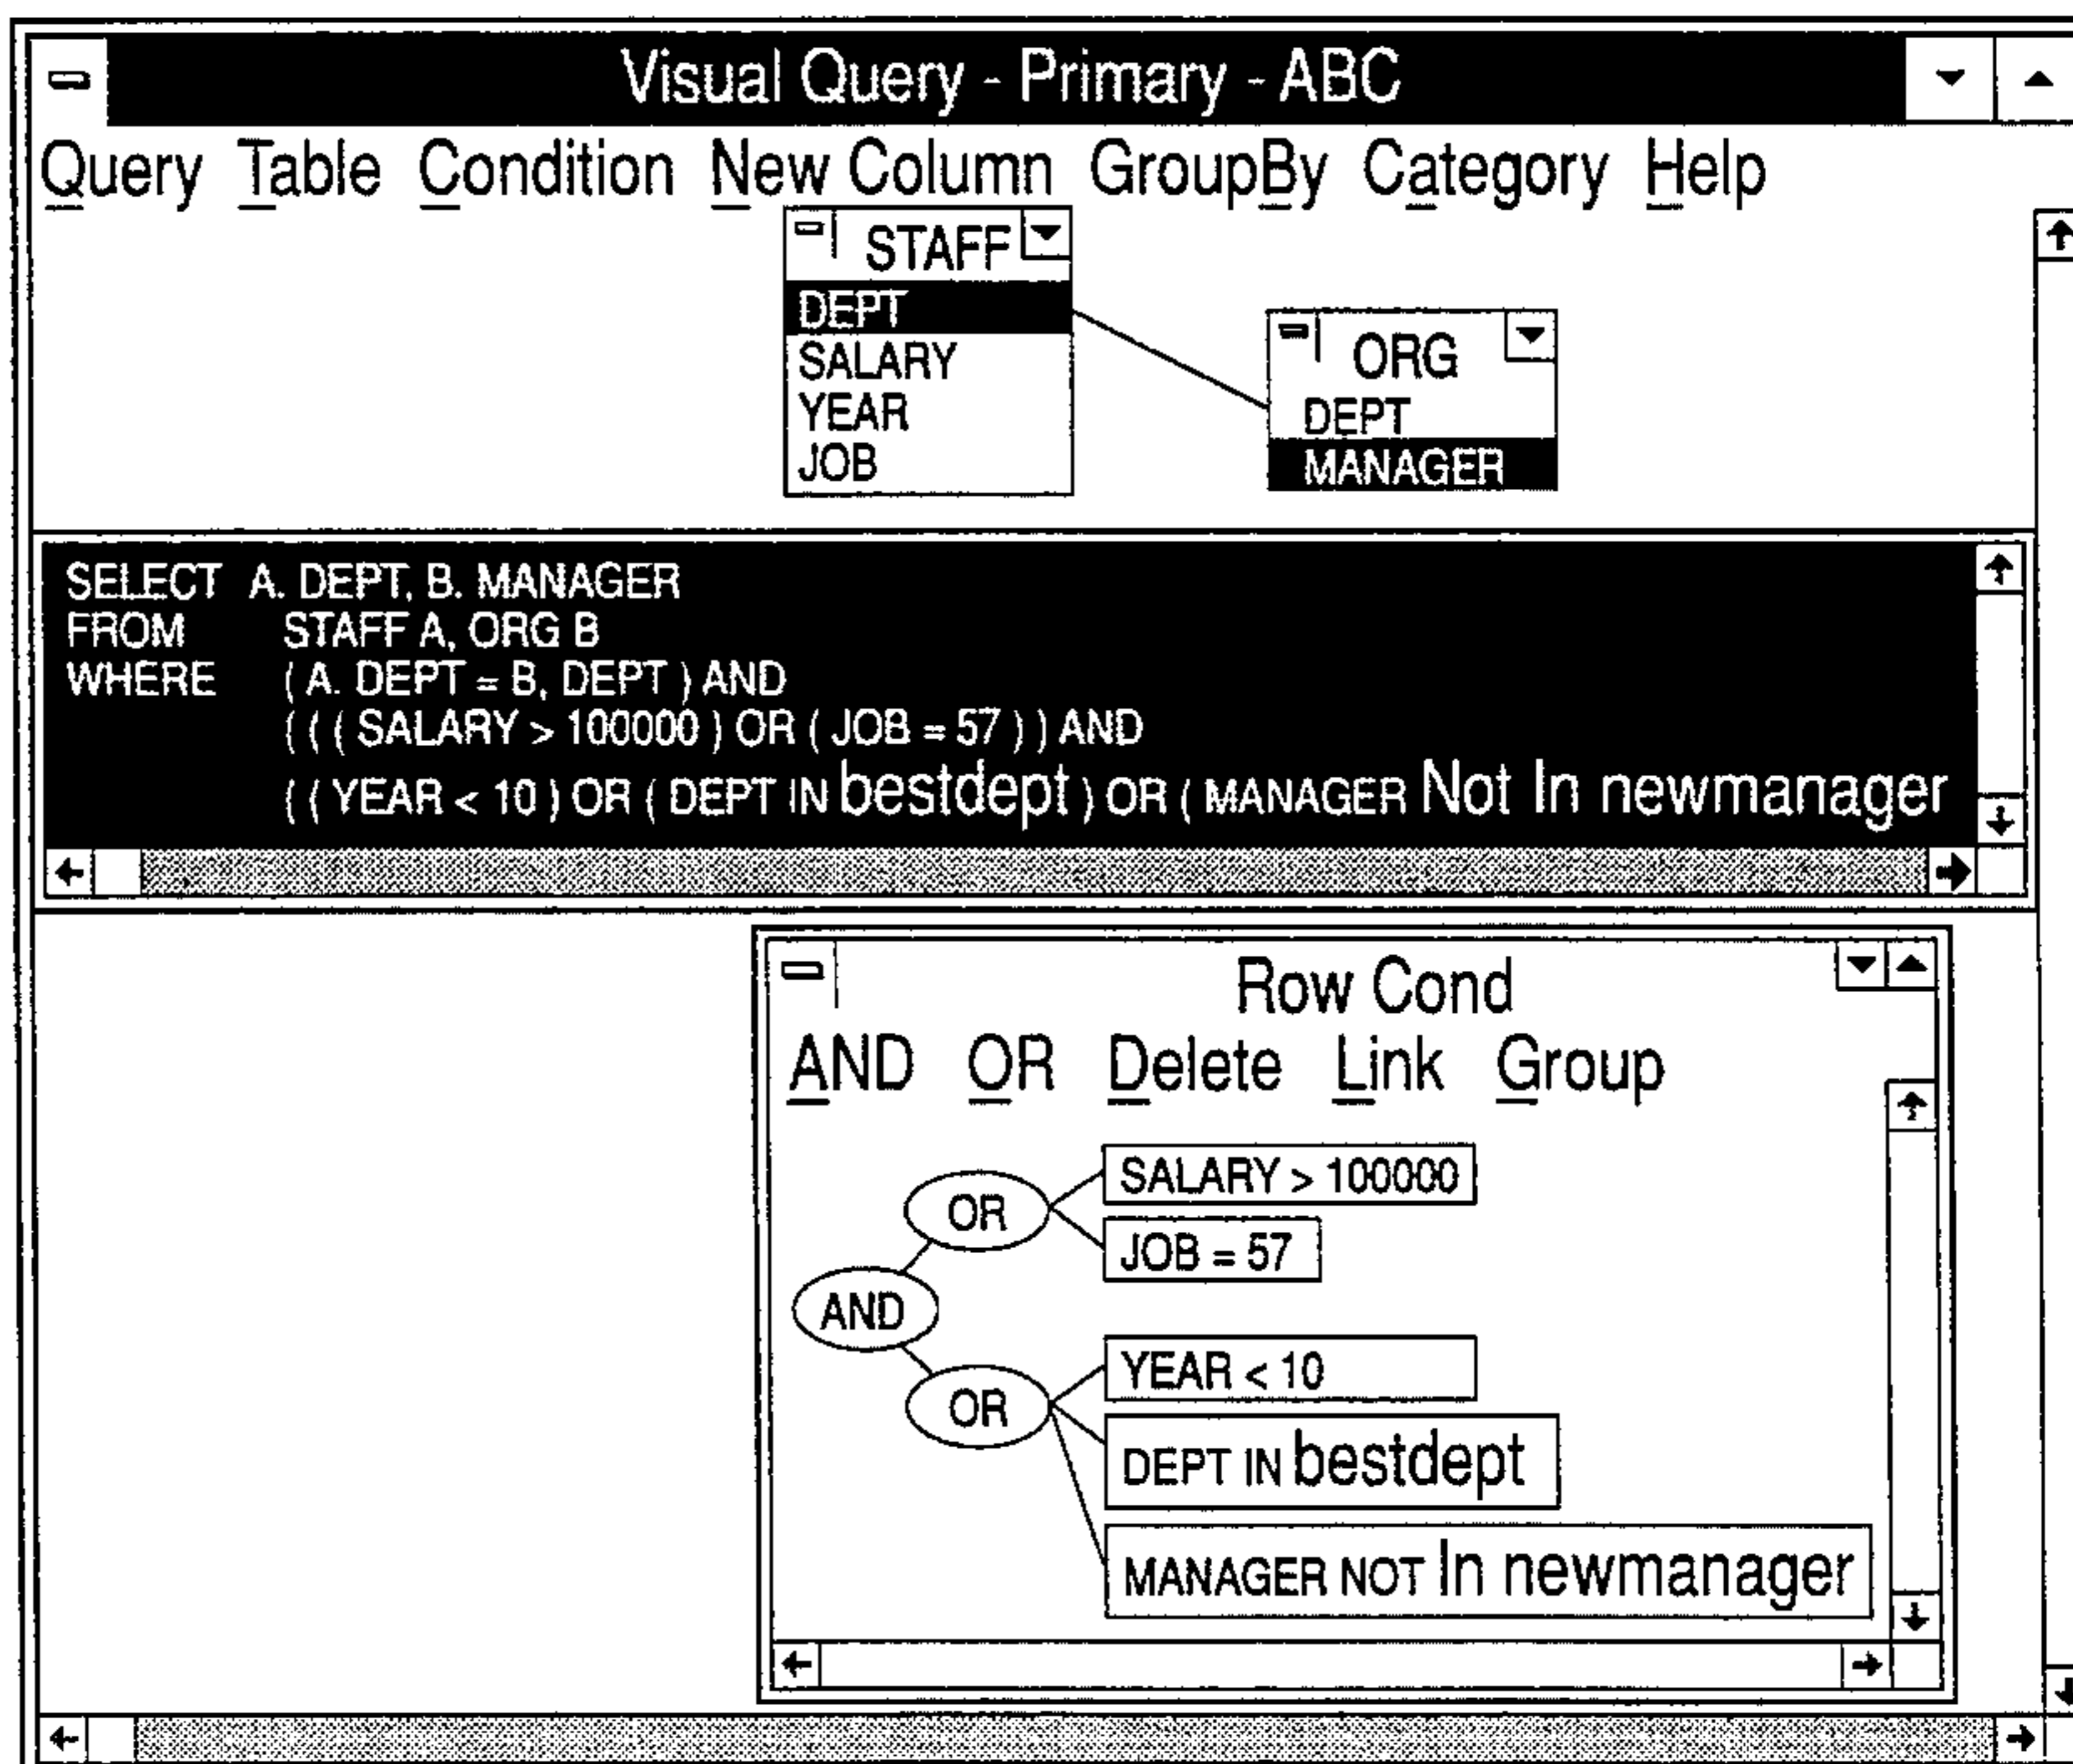 Visual Query - Primary - ABC
Query Table Condition New Column GroupBy Category Help
STAFF
DEPT
SALARY
YEAR
JOB
ORG
DEPT
MANAGER
SELECT A. DEPT, B. MANAGER
FROM STAFF A, ORG B
WHERE ( A. DEPT = B, DEPT ) AND
( ( ( SALARY > 100000 ) OR ( JOB = 57 ) ) AND
( ( YEAR < 10 ) OR ( DEPT IN bestdept ) OR ( MANAGER Not In newmanager
Row Cond
AND OR Delete Link Group
OR
SALARY > 100000
JOB = 57
AND
OR
YEAR < 10
DEPT IN bestdept
MANAGER NOT In newmanager